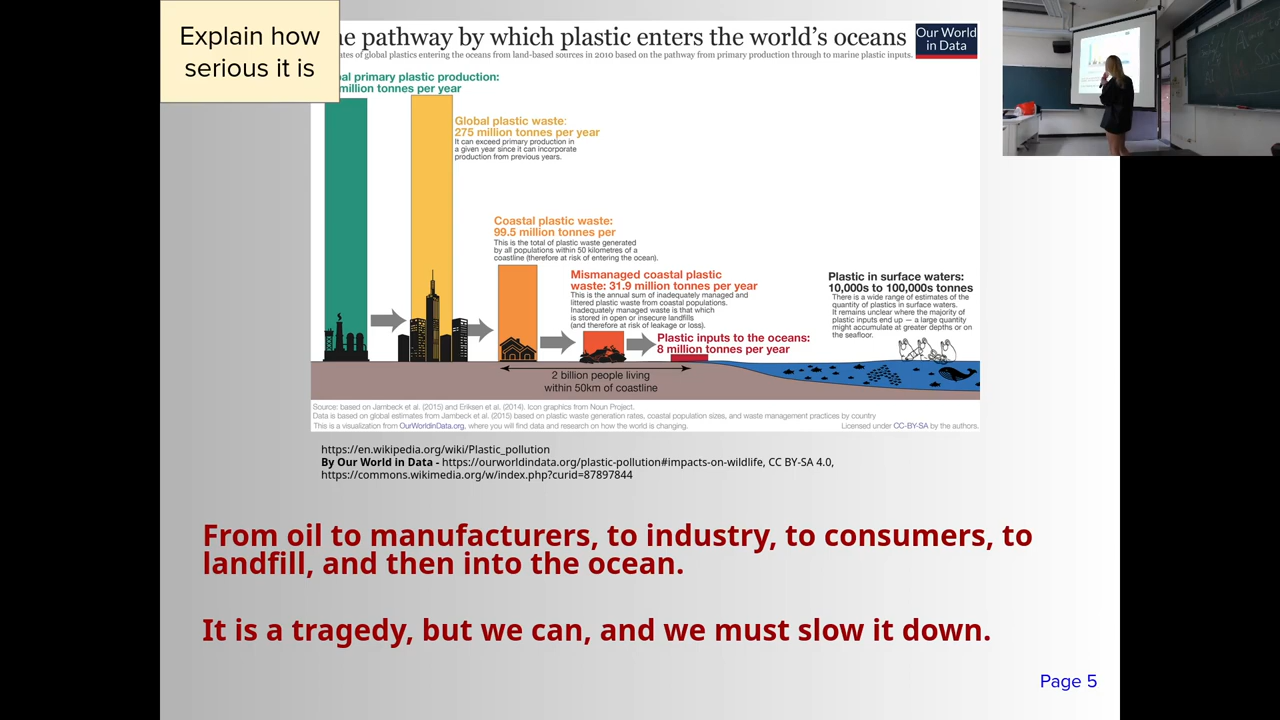 Explain how
serious it is
e pathway by which plastic enters the world's oceans
Our World
in Data
ates of global plastics entering the oceans from land-based sources in 2010 based on the pathway from primary production through to marine plastic inputs.
bal primary plastic production:
million tonnes per year
Global plastic waste:
275 million tonnes per year
It can exceed primary production in
a given year since it can incorporate
production from previous years.
Coastal plastic waste:
99.5 million tonnes per
This is the total of plastic waste generated
by all populations within 50 kilometres of a
coastline (therefore at risk of entering the ocean).
Mismanaged coastal plastic
waste: 31.9 million tonnes per year
This is the annual sum of inadequately managed and
littered plastic waste from coastal populations.
Inadequately managed waste is that which
is stored in open or insecure landfills
(and therefore at risk of leakage or loss).
Plastic inputs to the oceans:
8 million tonnes per year
Plastic in surface waters:
10,000s to 100,000s tonnes
There is a wide range of estimates of the
quantity of plastics in surface waters.
It remains unclear where the majority of
plastic inputs end up — a large quantity
might accumulate at greater depths or on
the seafloor.
2 billion people living
within 50km of coastline
Source: based on Jambeck et al. (2015) and Eriksen et al. (2014). Icon graphics from Noun Project.
Data is based on global estimates from Jambeck et al. (2015) based on plastic waste generation rates, coastal population sizes, and waste management practices by country
This is a visualization from OurWorldinData.org, where you will find data and research on how the world is changing.
Licensed under CC-BY-SA by the authors.
https://en.wikipedia.org/wiki/Plastic_pollution
By Our World in Data - https://ourworldindata.org/plastic-pollution#impacts-on-wildlife, CC BY-SA 4.0,
https://commons.wikimedia.org/w/index.php?curid=87897844
From oil to manufacturers, to industry, to consumers, to
landfill, and then into the ocean.
It is a tragedy, but we can, and we must slow it down.
Page 5